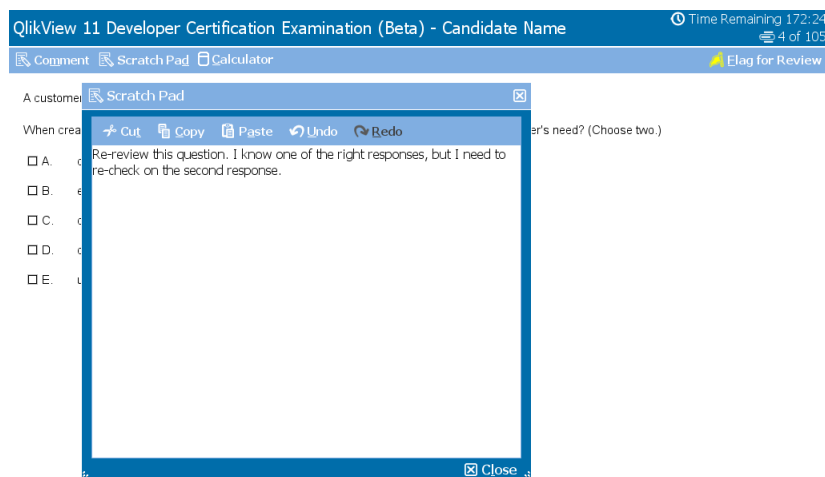 QlikView 11 Developer Certification Examination (Beta) - Candidate Name
Time Remaining 172:24
4 of 105
Comment Scratch Pad Calculator
Flag for Review
A customer
Scratch Pad
When crea
er's need? (Choose two.)
Cut Copy Paste Undo Redo
Re-review this question. I know one of the right responses, but I need to
re-check on the second response.
A.
B.
C.
D.
E.
Close